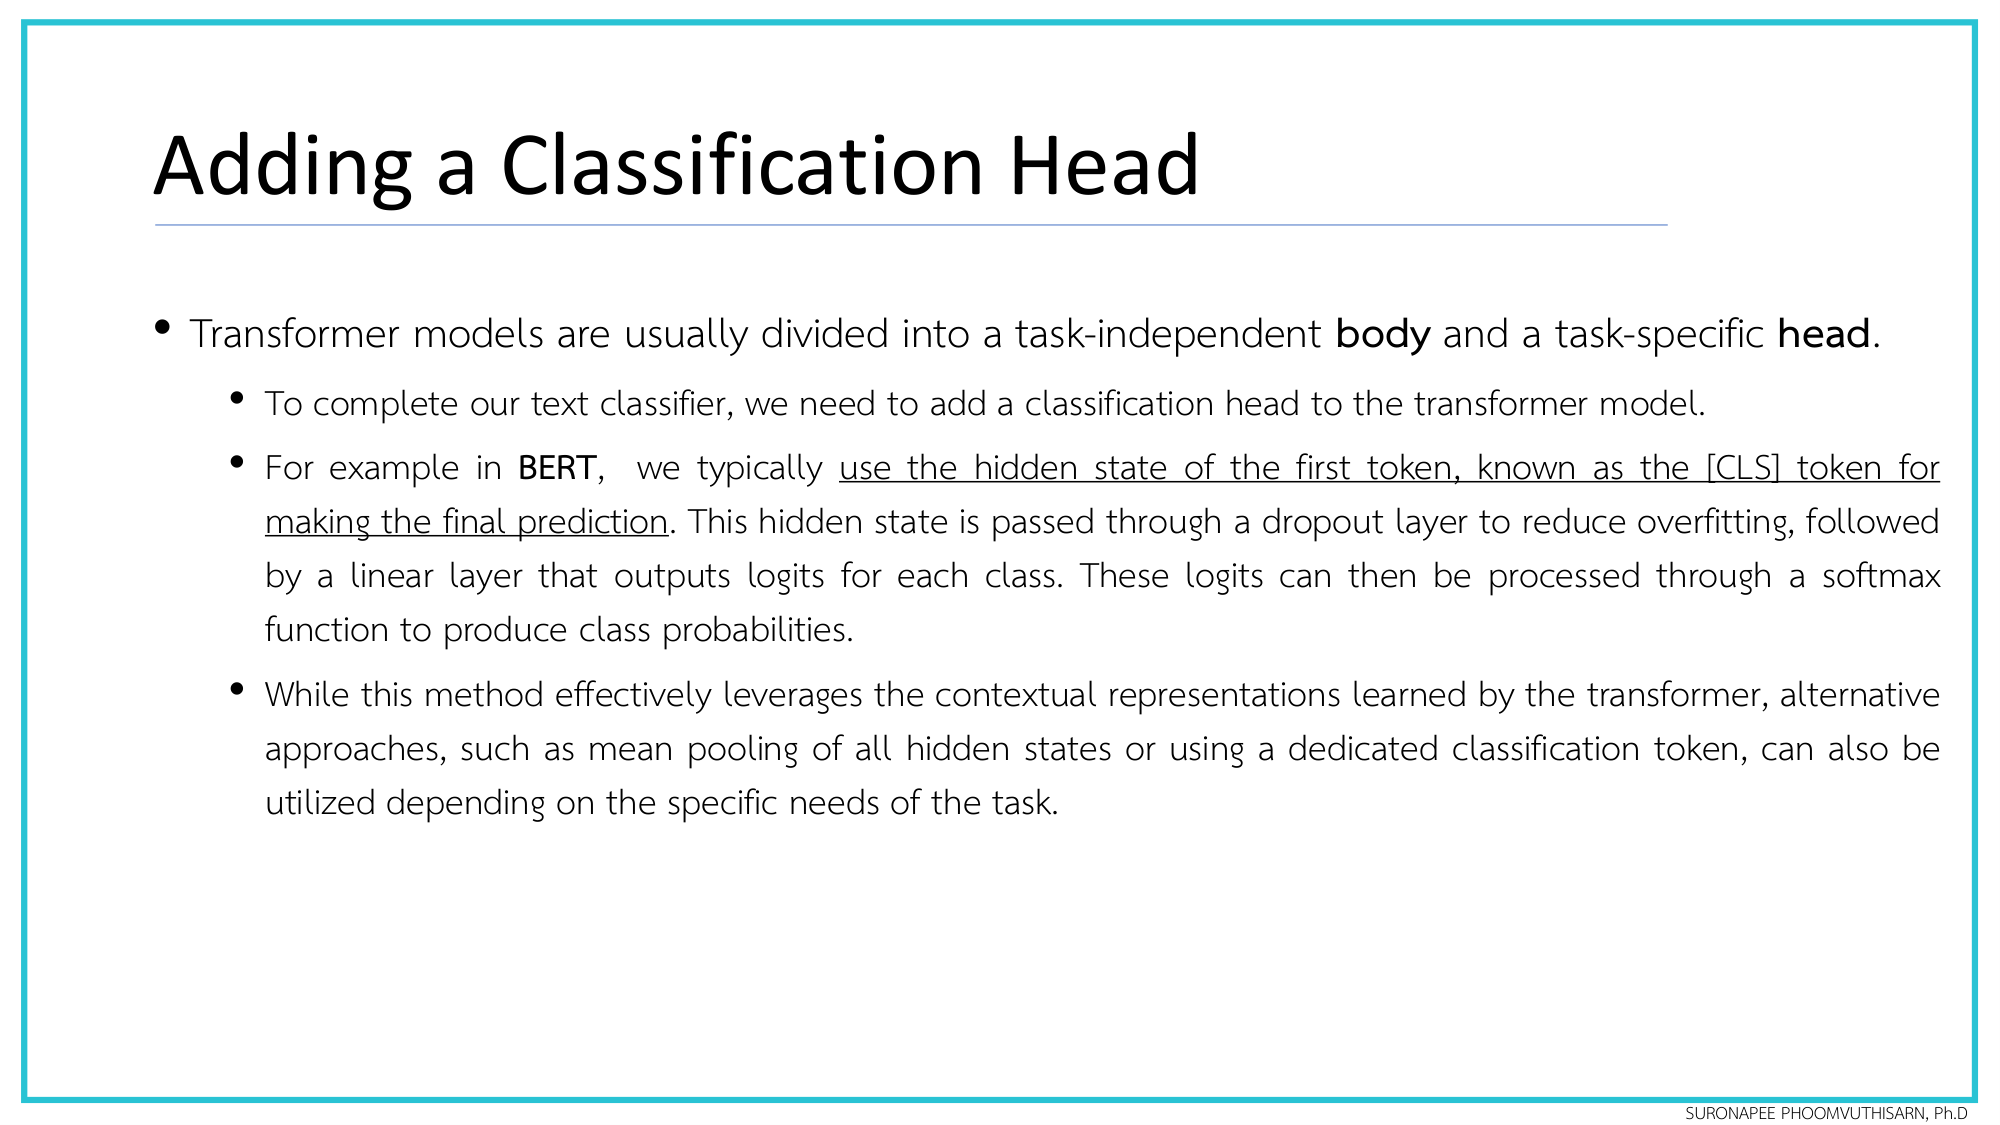 Adding a Classification Head
• Transformer models are usually divided into a task-independent body and a task-specific head.
• To complete our text classifier, we need to add a classification head to the transformer model.
• For example in BERT,  we typically use the hidden state of the first token, known as the [CLS] token for
making the final prediction. This hidden state is passed through a dropout layer to reduce overfitting, followed
by a linear layer that outputs logits for each class. These logits can then be processed through a softmax
function to produce class probabilities.
• While this method effectively leverages the contextual representations learned by the transformer, alternative
approaches, such as mean pooling of all hidden states or using a dedicated classification token, can also be
utilized depending on the specific needs of the task.
SURONAPEE PHOOMVUTHISARN, Ph.D